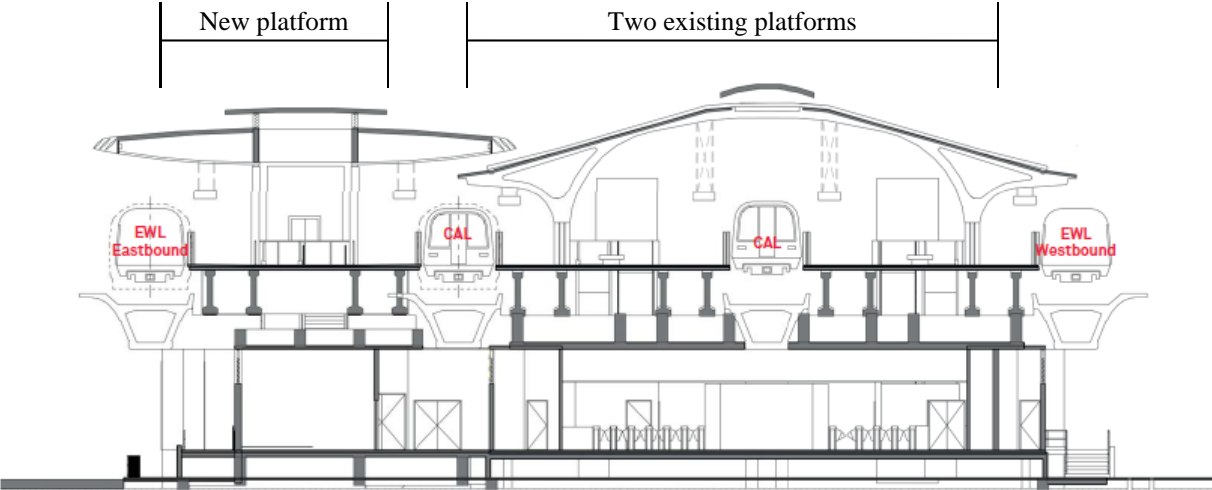 New platform
Two existing platforms
EWL
Eastbound
CAL
CAL
EWL
Westbound